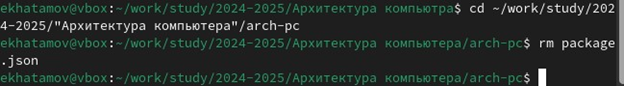 ekhatamov@vbox:~/work/study/2024-2025/Архитектура компьютра$ cd ~/work/study/202
4-2025/"Архитектура компьютера"/arch-pc
ekhatamov@vbox:~/work/study/2024-2025/Архитектура компьютера/arch-pc$ rm package
.json
ekhatamov@vbox:~/work/study/2024-2025/Архитектура компьютера/arch-pc$